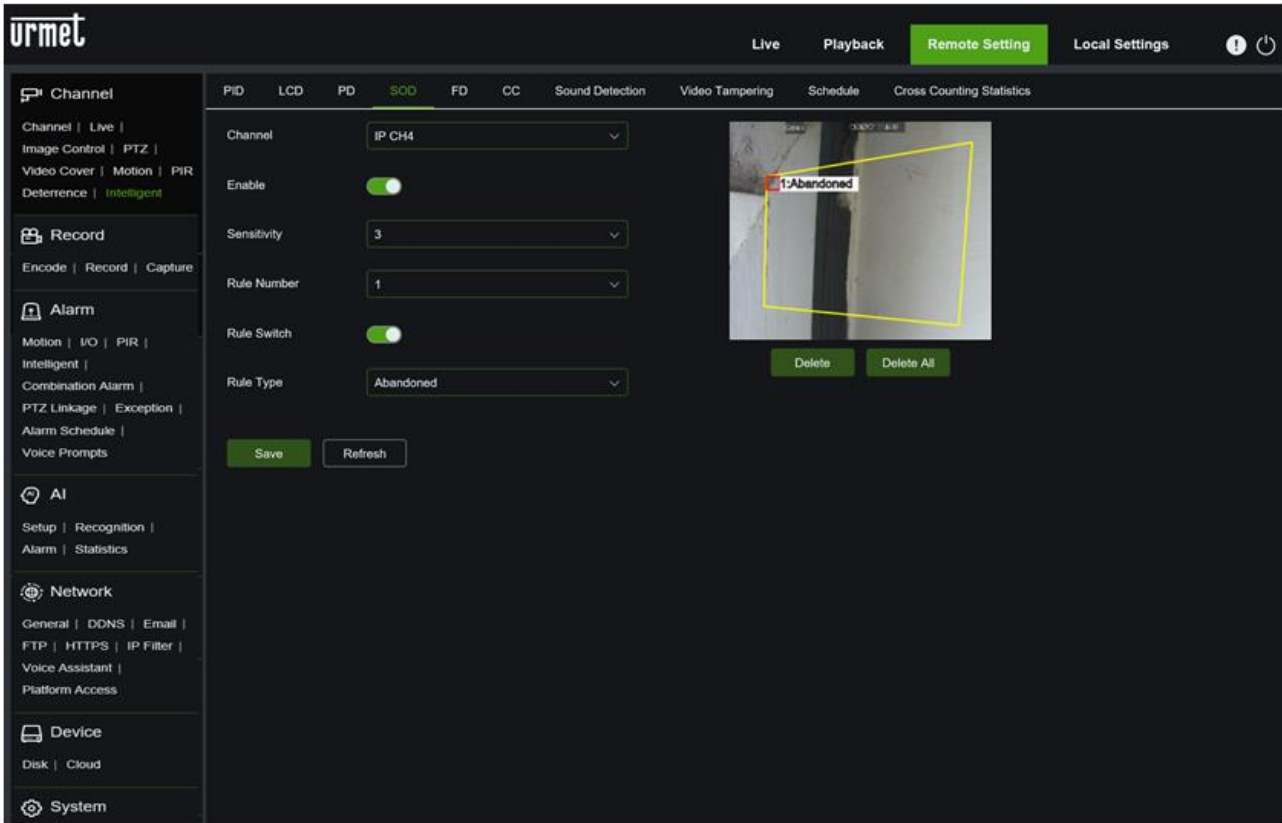 urmet
Live Playback Remote Setting Local Settings
Channel
Channel | Live |
Image Control | PTZ |
Video Cover | Motion | PIR
Deterrence | Intelligent
Record
Encode | Record | Capture
Alarm
Motion | I/O | PIR |
Intelligent |
Combination Alarm |
PTZ Linkage | Exception |
Alarm Schedule |
Voice Prompts
AI
Setup | Recognition |
Alarm | Statistics
Network
General | DDNS | Email |
FTP | HTTPS | IP Filter |
Voice Assistant |
Platform Access
Device
Disk | Cloud
System
PID LCD PD SOD FD CC Sound Detection Video Tampering Schedule Cross Counting Statistics
Channel IP CH4
Enable
Sensitivity 3
Rule Number 1
Rule Switch
Rule Type Abandoned
Save Refresh
1:Abandoned
Delete Delete All